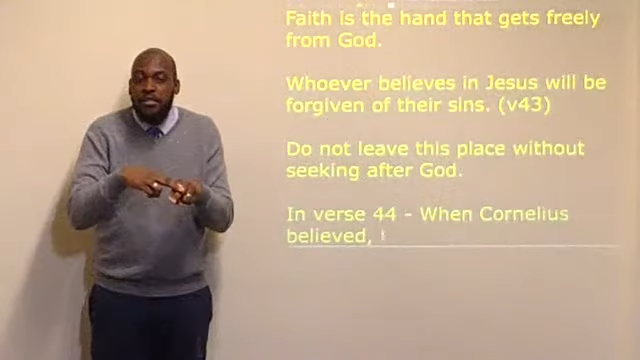 Faith is the hand that gets freely
from God.
Whoever believes in Jesus will be
forgiven of their sins. (v43)
Do not leave this place without
seeking after God.
In verse 44 - When Cornelius
believed,